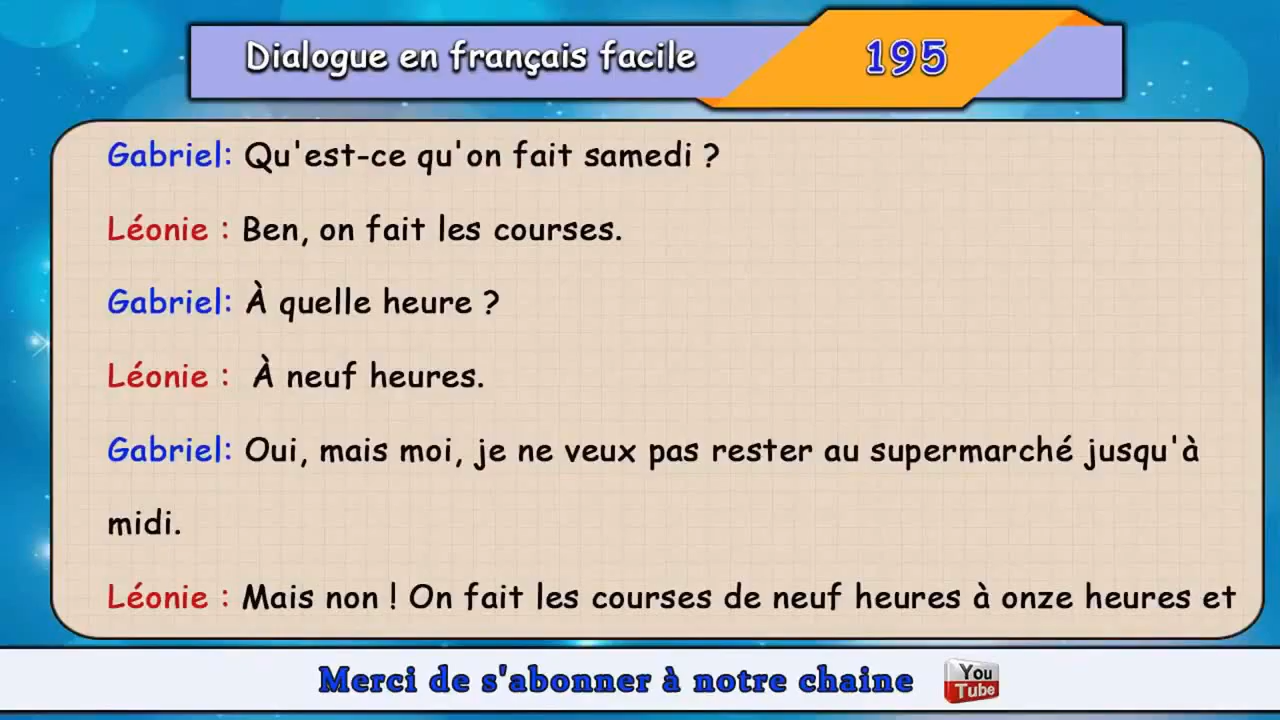 Dialogue en français facile 195
Gabriel: Qu'est-ce qu'on fait samedi ?
Léonie : Ben, on fait les courses.
Gabriel: À quelle heure ?
Léonie : À neuf heures.
Gabriel: Oui, mais moi, je ne veux pas rester au supermarché jusqu'à
midi.
Léonie : Mais non ! On fait les courses de neuf heures à onze heures et
Merci de s'abonner à notre chaine
You
Tube